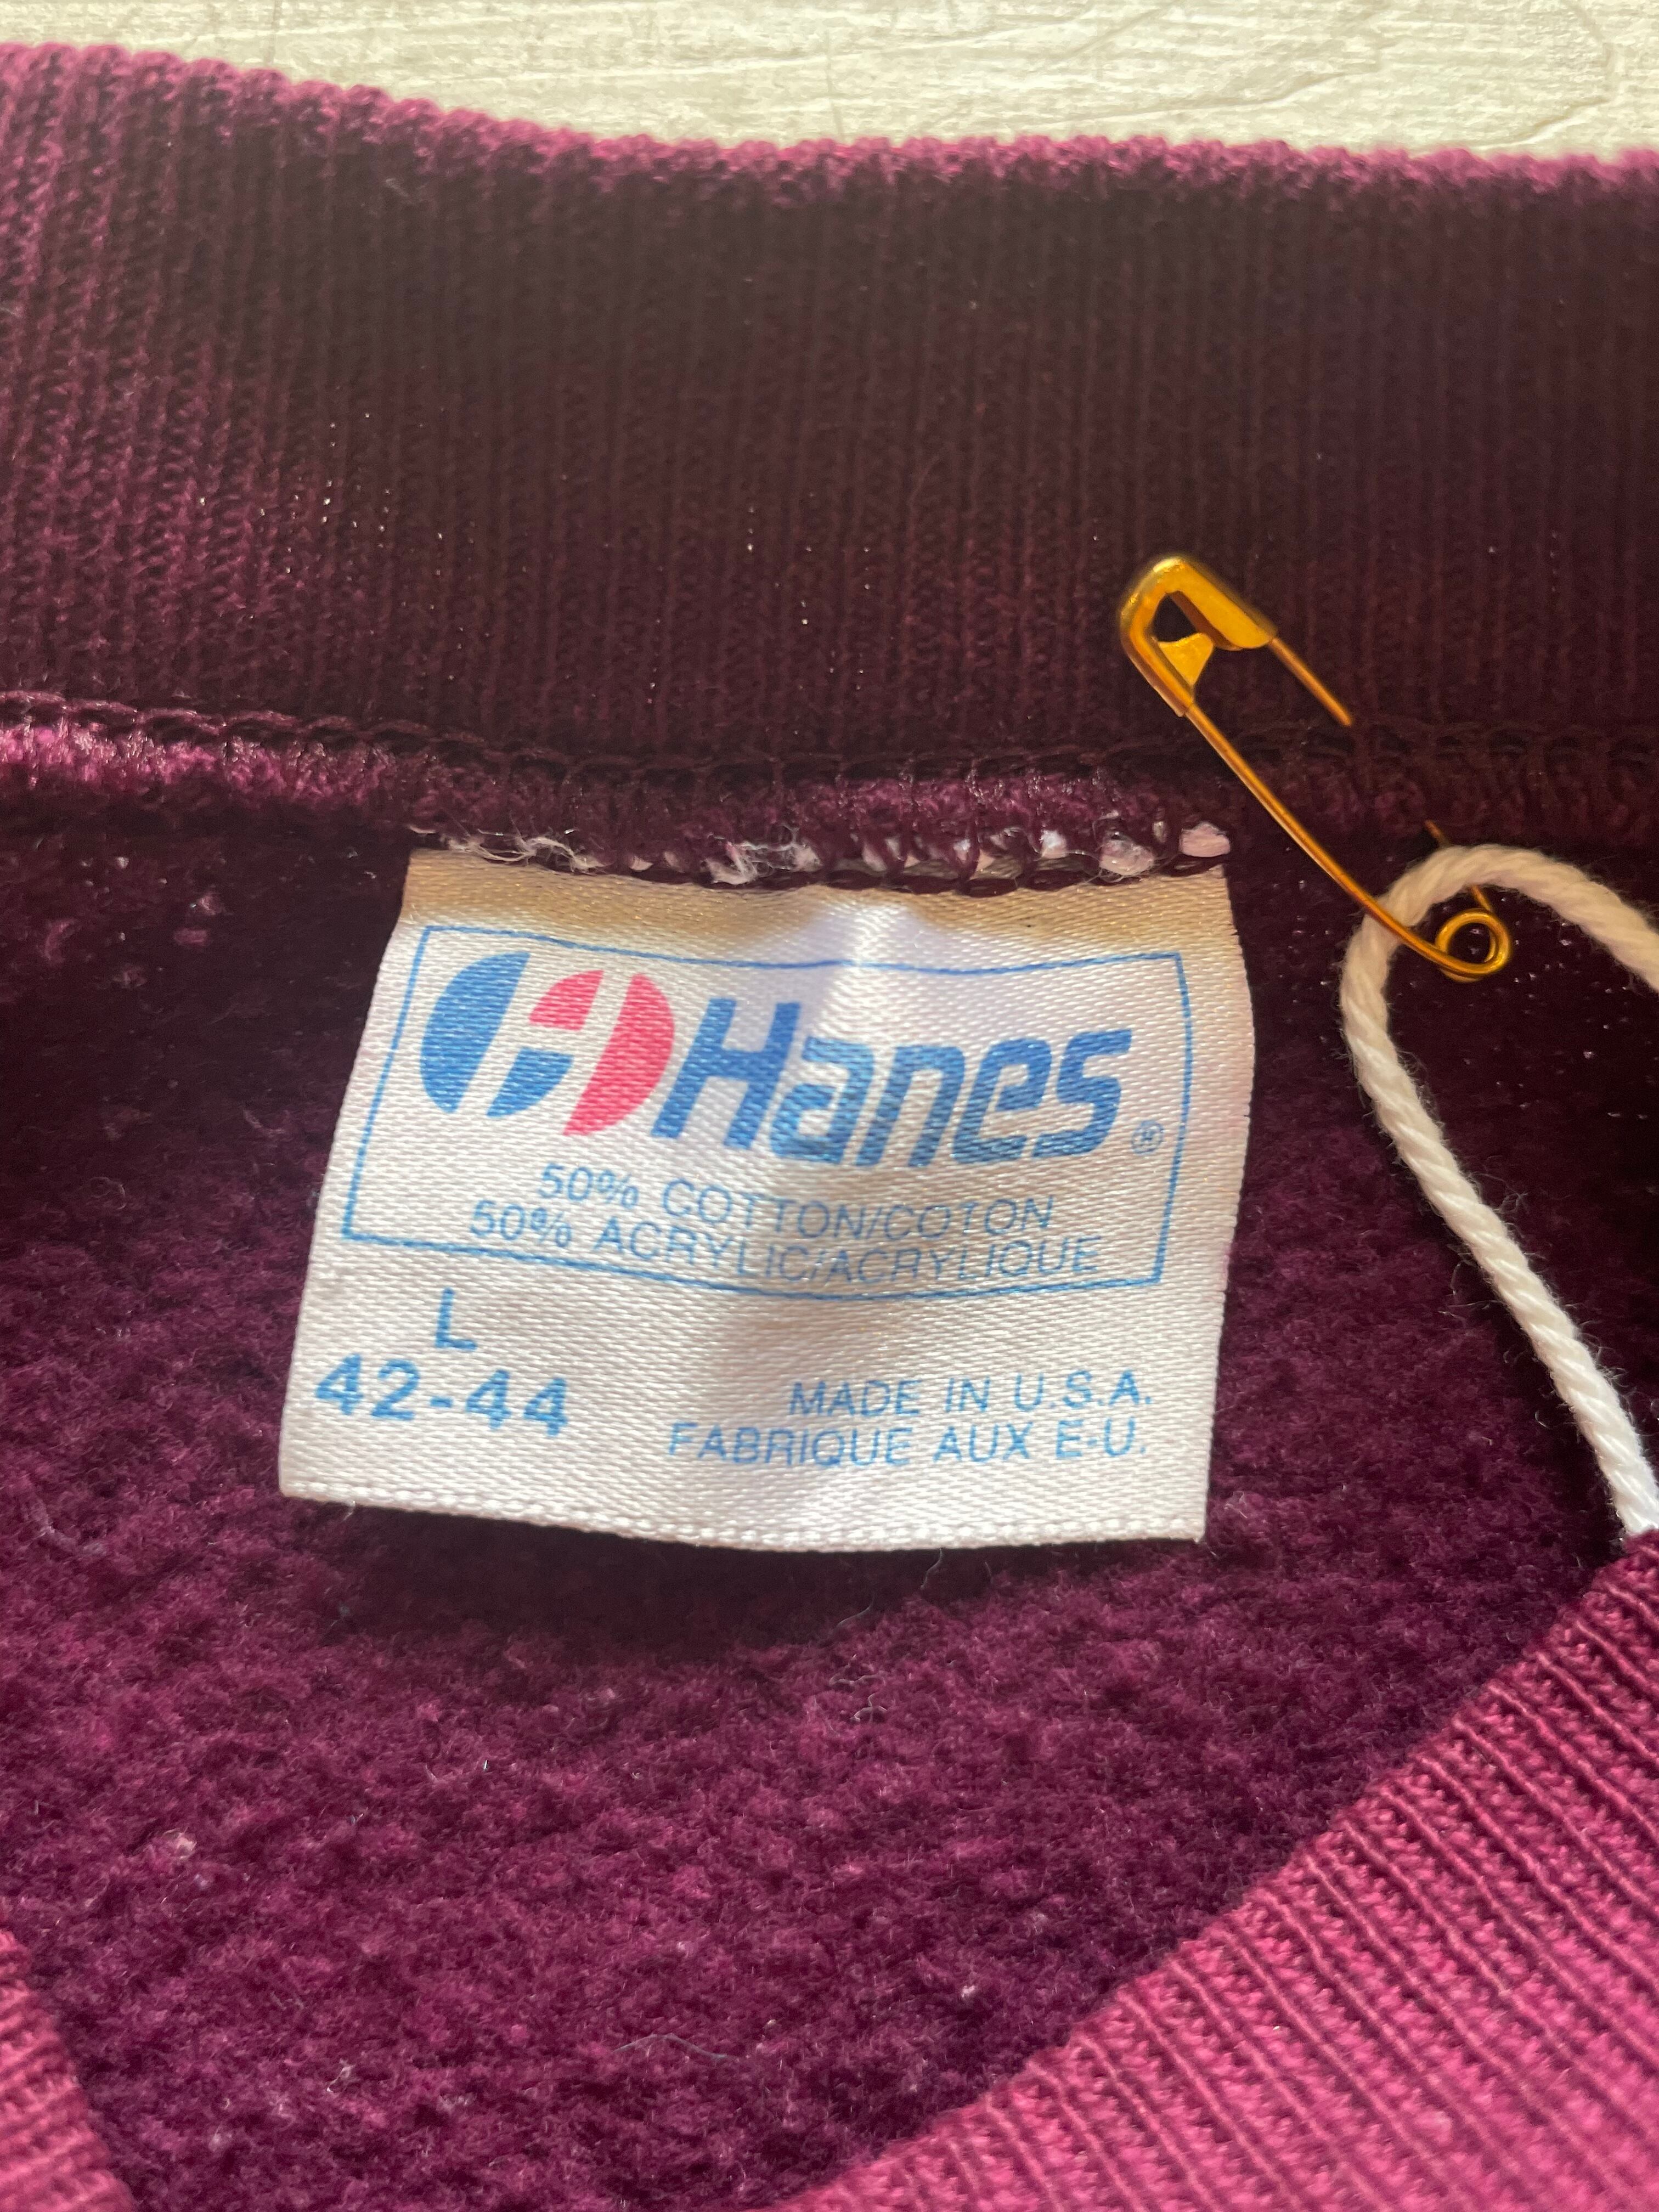 Hanes®
50% COTTON/COTON
50% ACRYLIC/ACRYLIQUE
L
42-44
MADE IN U.S.A.
FABRIQUE AUX E-U.